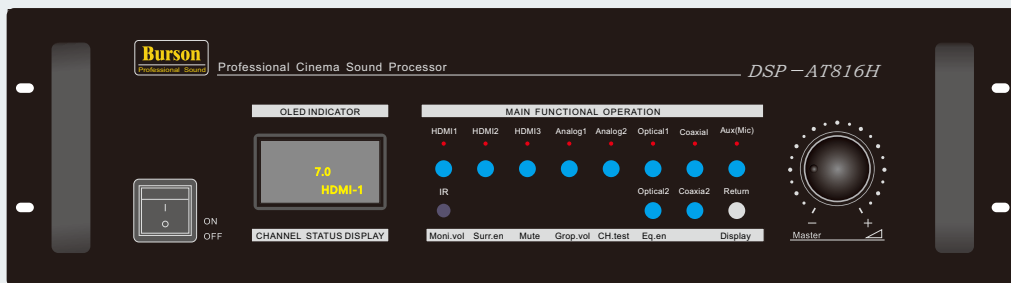 Burson
Professional Sound
Professional Cinema Sound Processor
DSP-AT816H
OLED INDICATOR
MAIN FUNCTIONAL OPERATION
HDMI1 HDMI2 HDMI3 Analog1 Analog2 Optical1 Coaxial Aux(Mic)
7.0
HDMI-1
IR Optical2 Coaxia2 Return
I
O
ON
OFF
CHANNEL STATUS DISPLAY
Moni.vol Surr.en Mute Grop.vol CH.test Eq.en Display
− +
Master